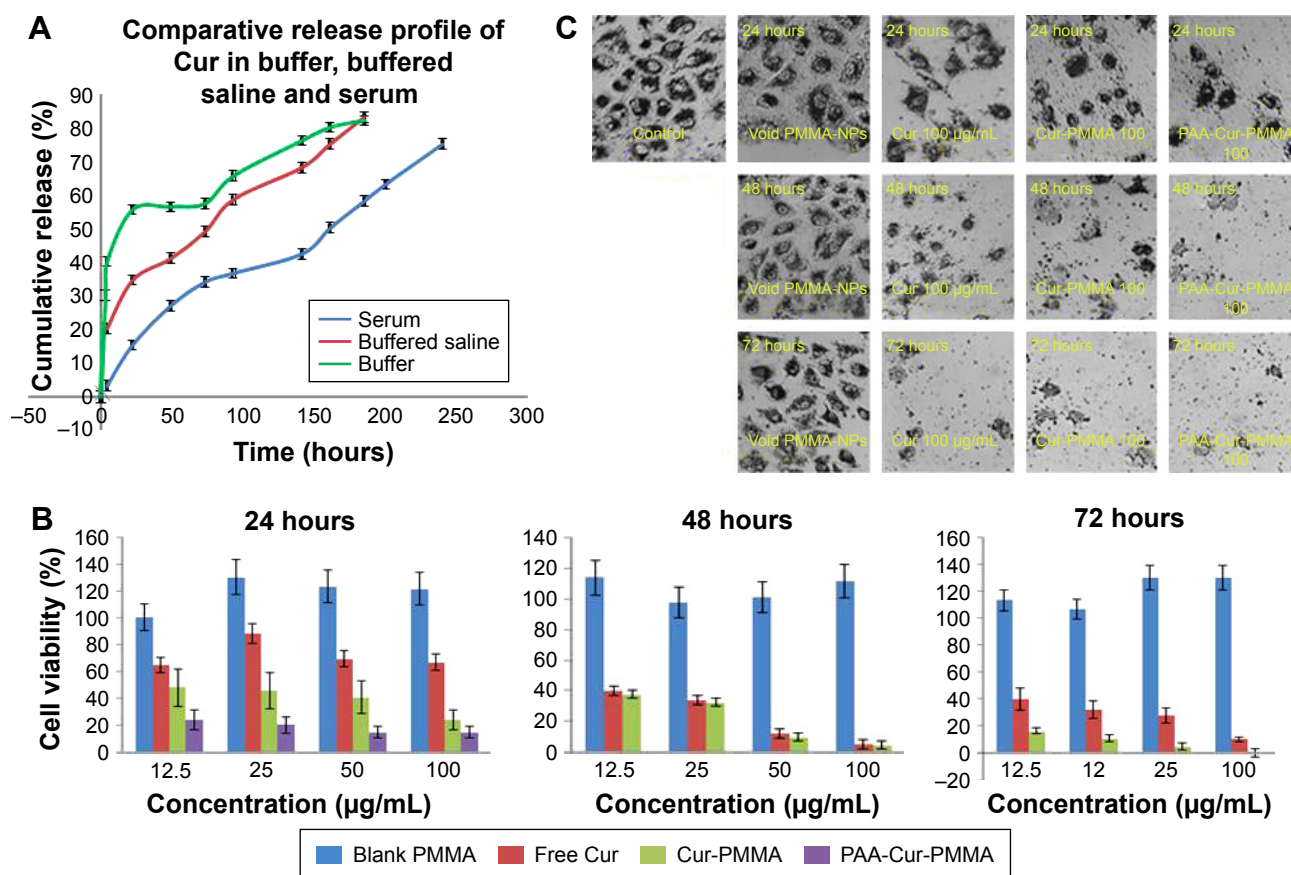 A
Comparative release profile of
Cur in buffer, buffered
saline and serum
Cumulative release (%)
90
80
70
60
50
40
30
20
10
0
–10
–50
0
50
100
150
200
250
300
Time (hours)
Serum
Buffered saline
Buffer
C
Control
24 hours
Void PMMA-NPs
24 hours
Cur 100 µg/mL
24 hours
Cur-PMMA 100
24 hours
PAA-Cur-PMMA
100
48 hours
Void PMMA-NPs
48 hours
Cur 100 µg/mL
48 hours
Cur-PMMA 100
48 hours
PAA-Cur-PMMA
100
72 hours
Void PMMA-NPs
72 hours
Cur 100 µg/mL
72 hours
Cur-PMMA 100
72 hours
PAA-Cur-PMMA
100
B
Cell viability (%)
24 hours
160
140
120
100
80
60
40
20
0
12.5
25
50
100
Concentration (µg/mL)
48 hours
140
120
100
80
60
40
20
0
12.5
25
50
100
Concentration (µg/mL)
72 hours
160
140
120
100
80
60
40
20
0
–20
12.5
12
25
100
Concentration (µg/mL)
Blank PMMA
Free Cur
Cur-PMMA
PAA-Cur-PMMA